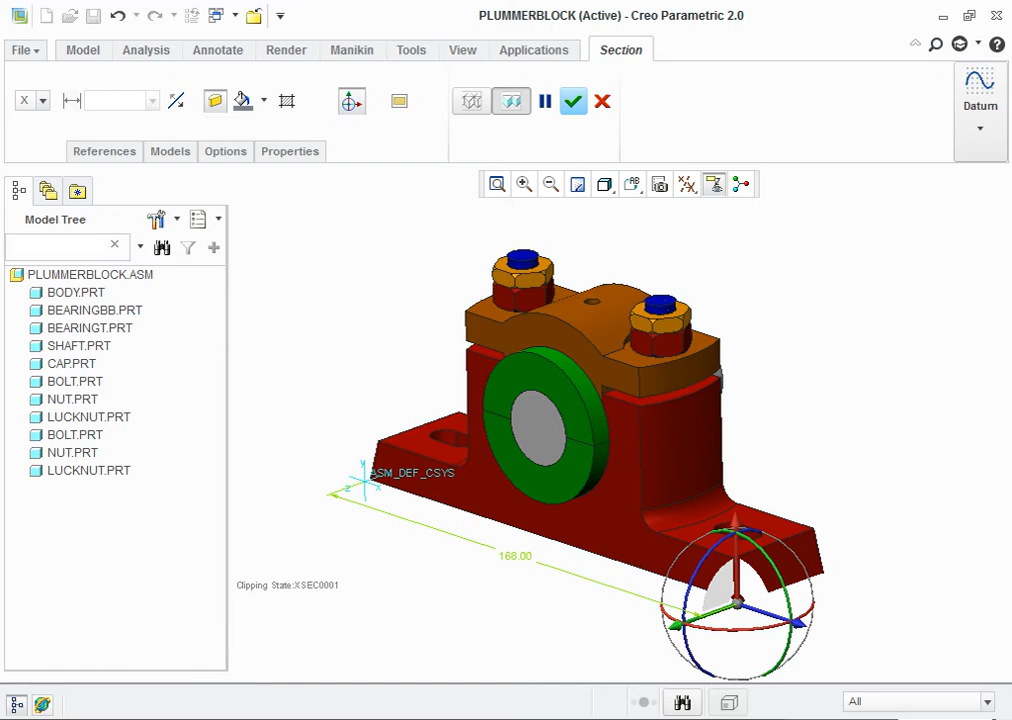 PLUMMERBLOCK (Active) - Creo Parametric 2.0
File Model Analysis Annotate Render Manikin Tools View Applications Section
X
Datum
References Models Options Properties
Model Tree
PLUMMERBLOCK.ASM
BODY.PRT
BEARINGBB.PRT
BEARINGT.PRT
SHAFT.PRT
CAP.PRT
BOLT.PRT
NUT.PRT
LUCKNUT.PRT
BOLT.PRT
NUT.PRT
LUCKNUT.PRT
y
ASM_DEF_CSYS
z x
168.00
Clipping State:XSEC0001
All